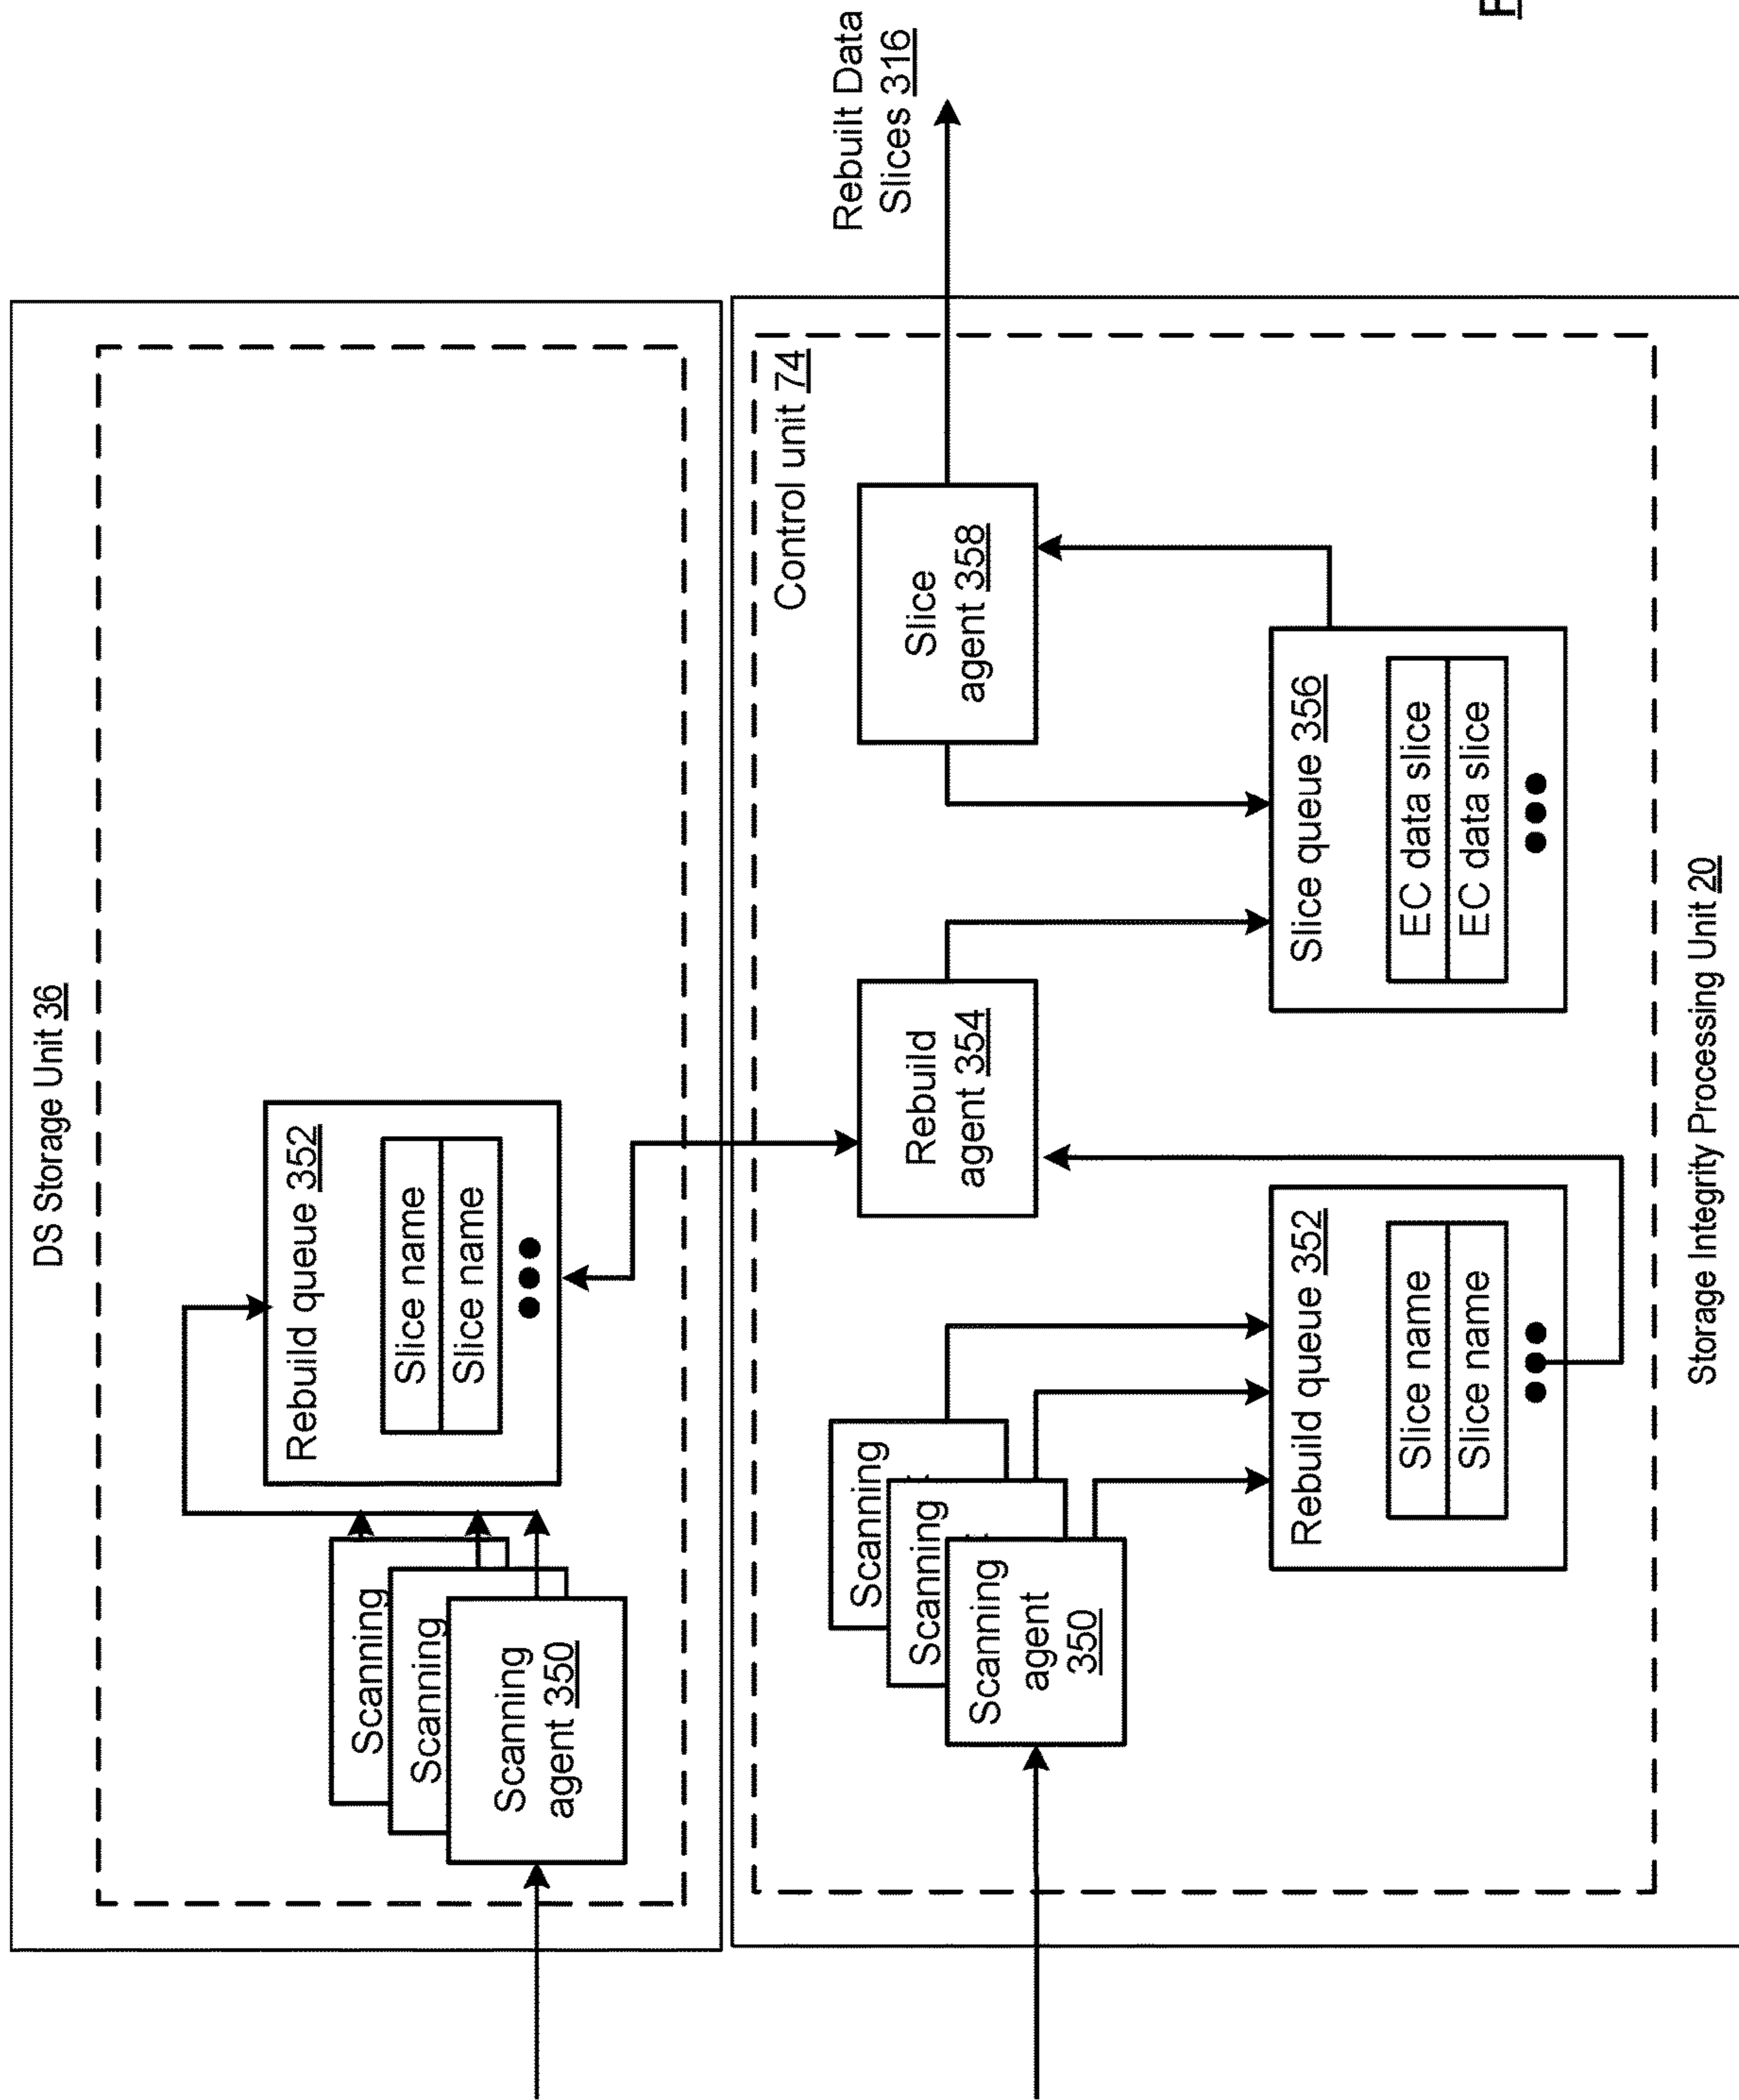 DS Storage Unit 36
Scanning
Scanning
Scanning
agent 350
Rebuild queue 352
Slice name
Slice name
Control unit 74
Scanning
Scanning
Scanning
agent
350
Rebuild queue 352
Slice name
Slice name
Rebuild
agent 354
Slice
agent 358
Slice queue 356
EC data slice
EC data slice
Rebuilt Data
Slices 316
Storage Integrity Processing Unit 20